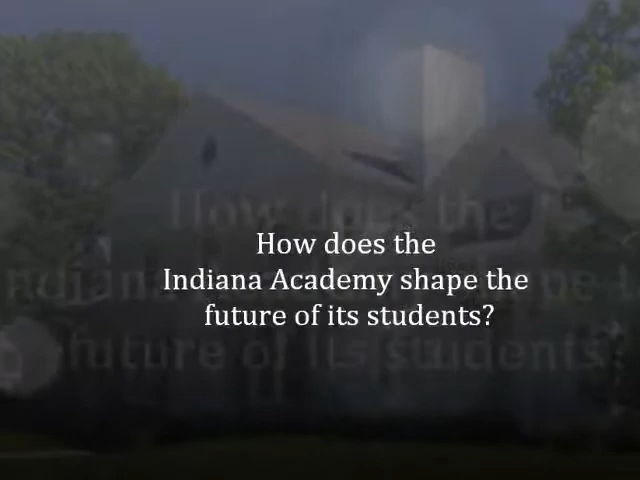 How does the
Indiana Academy shape the
future of its students?